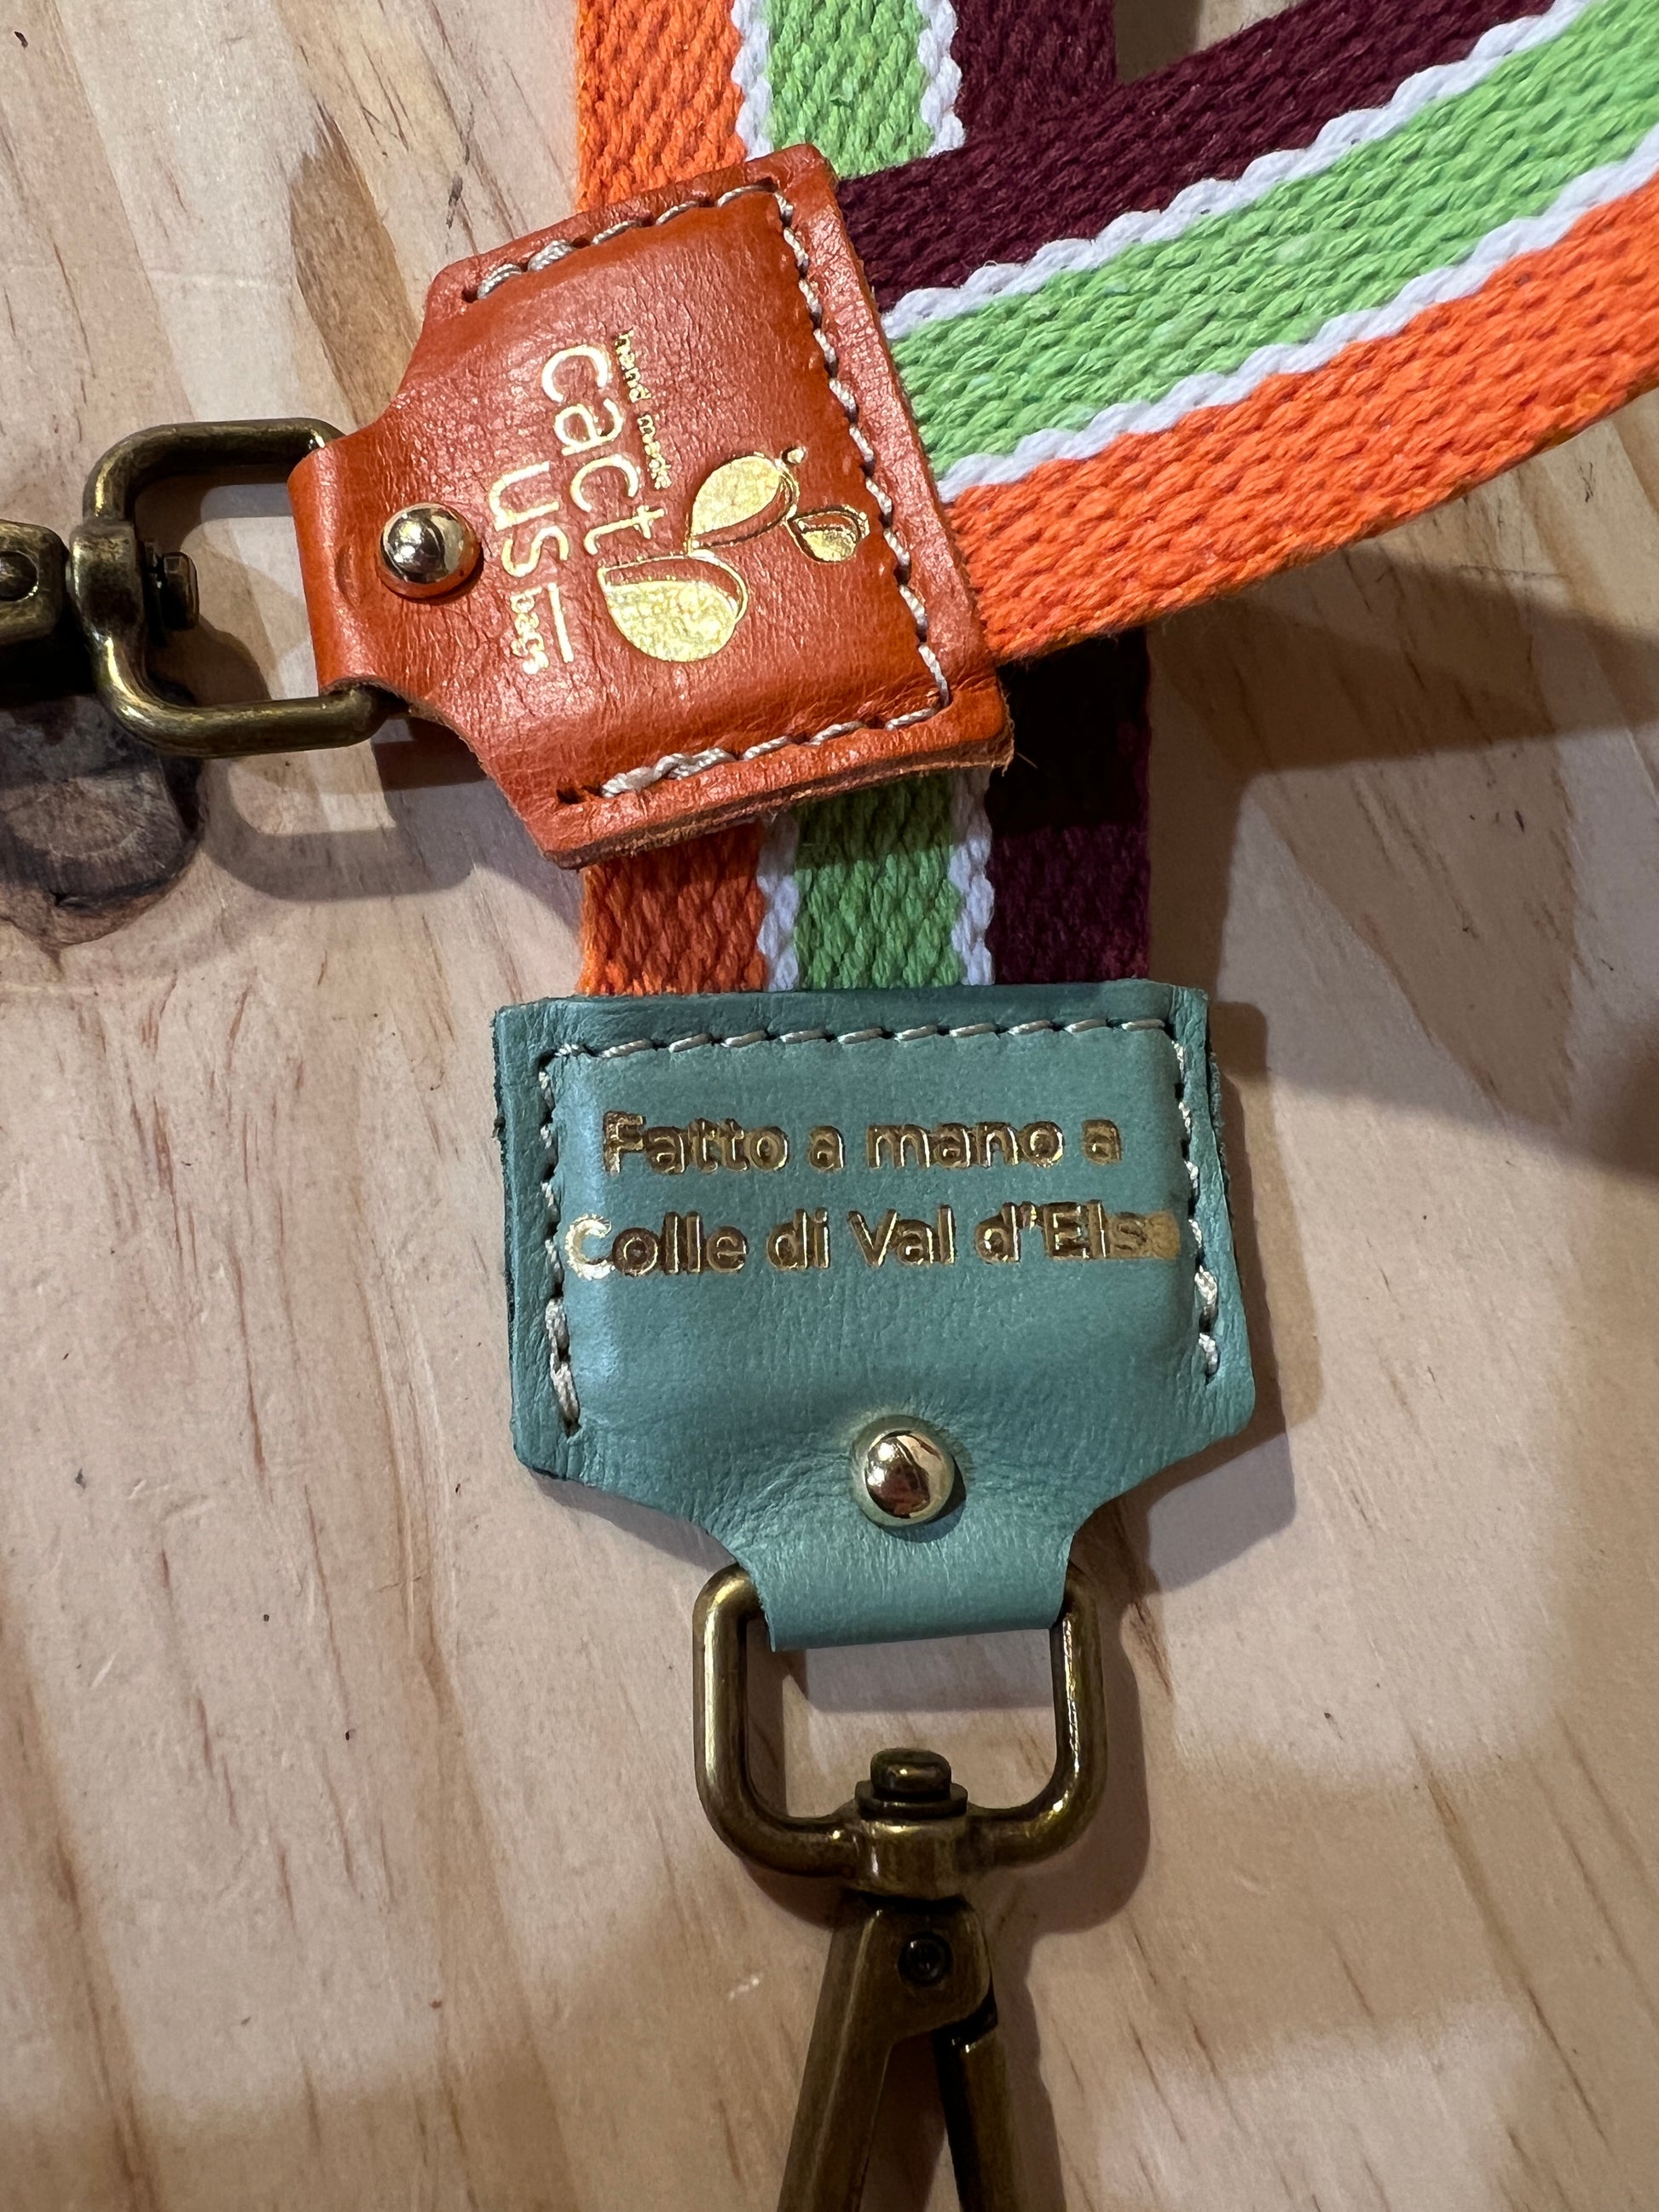 hand made
cact
us
bags
Fatto a mano a
Colle di Val d'Elsa